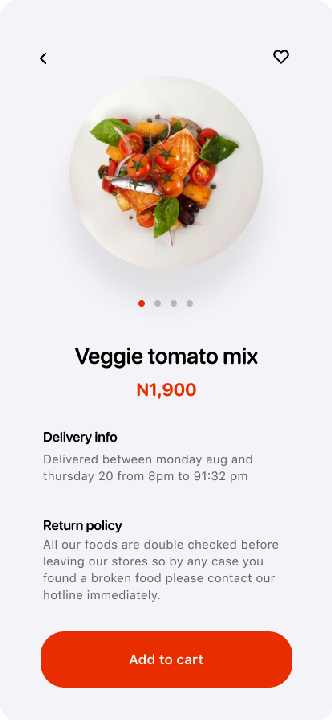 Veggie tomato mix
N1,900
Delivery info
Delivered between monday aug and
thursday 20 from 8pm to 91:32 pm
Return policy
All our foods are double checked before
leaving our stores so by any case you
found a broken food please contact our
hotline immediately.
Add to cart